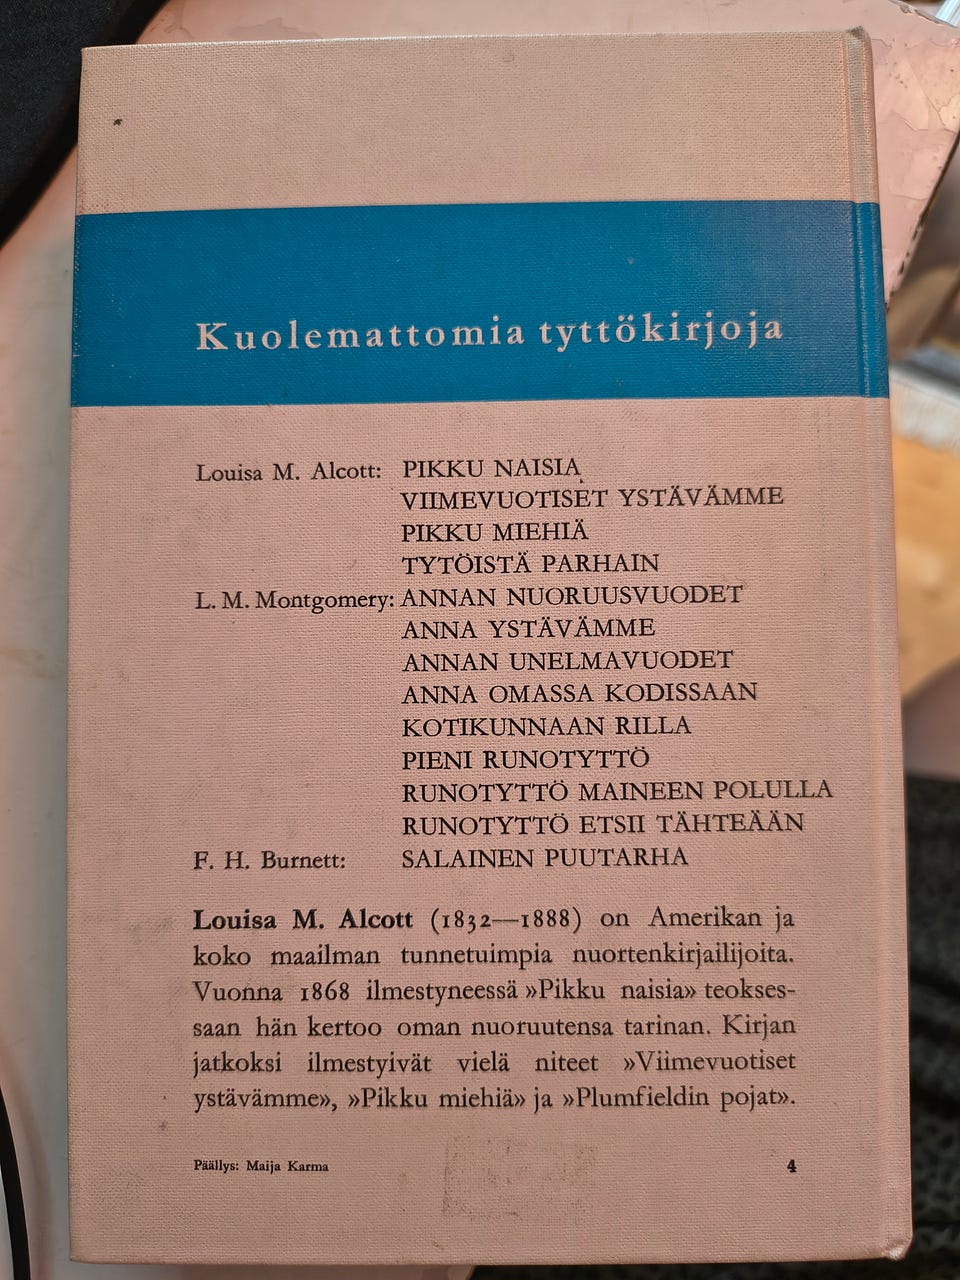 Kuolemattomia tyttökirjoja
Louisa M. Alcott: PIKKU NAISIA
VIIMEVUOTISET YSTÄVÄMME
PIKKU MIEHIÄ
TYTÖISTÄ PARHAIN
L. M. Montgomery: ANNAN NUORUUSVUODET
ANNA YSTÄVÄMME
ANNAN UNELMAVUODET
ANNA OMASSA KODISSAAN
KOTIKUNNAAN RILLA
PIENI RUNOTYTTÖ
RUNOTYTTÖ MAINEEN POLULLA
RUNOTYTTÖ ETSII TÄHTEÄÄN
F. H. Burnett: SALAINEN PUUTARHA
Louisa M. Alcott (1832—1888) on Amerikan ja
koko maailman tunnetuimpia nuortenkirjailijoita.
Vuonna 1868 ilmestyneessä »Pikku naisia» teokses-
saan hän kertoo oman nuoruutensa tarinan. Kirjan
jatkoksi ilmestyivät vielä niteet »Viimevuotiset
ystävämme», »Pikku miehiä» ja »Plumfieldin pojat».
Päällys: Maija Karma 4